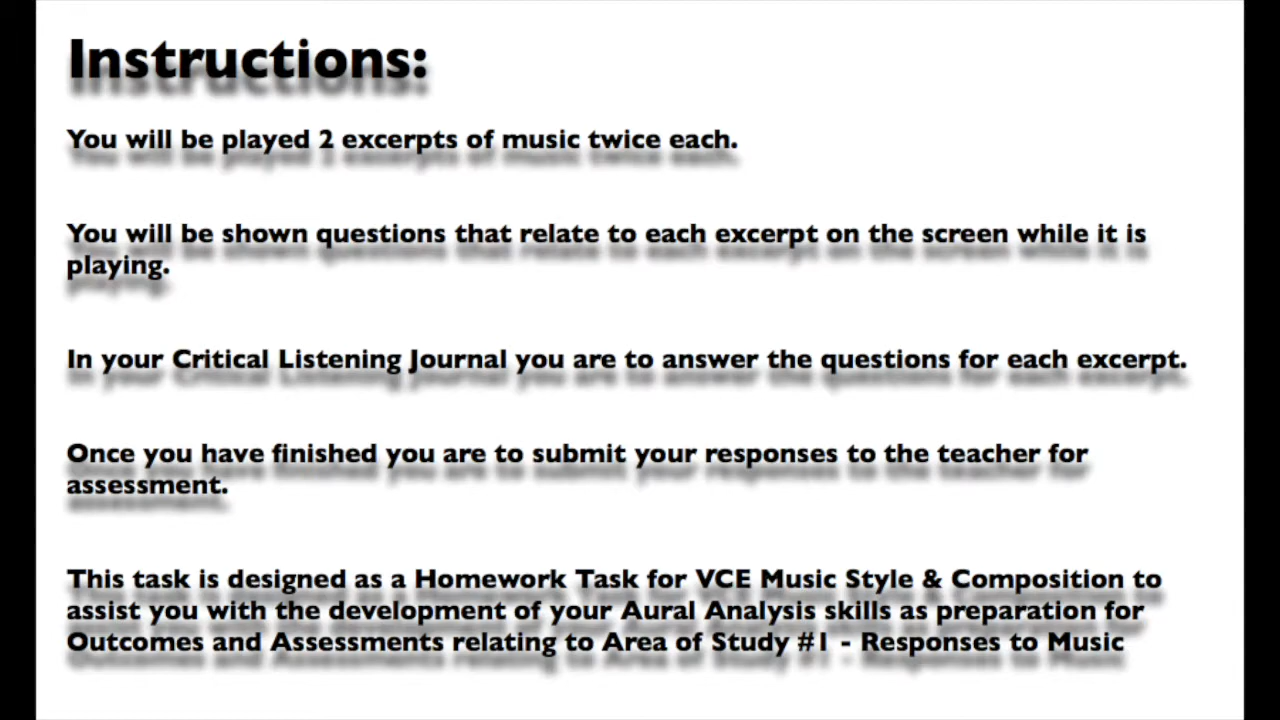 Instructions:
You will be played 2 excerpts of music twice each.
You will be shown questions that relate to each excerpt on the screen while it is
playing.
In your Critical Listening Journal you are to answer the questions for each excerpt.
Once you have finished you are to submit your responses to the teacher for
assessment.
This task is designed as a Homework Task for VCE Music Style & Composition to
assist you with the development of your Aural Analysis skills as preparation for
Outcomes and Assessments relating to Area of Study #1 - Responses to Music